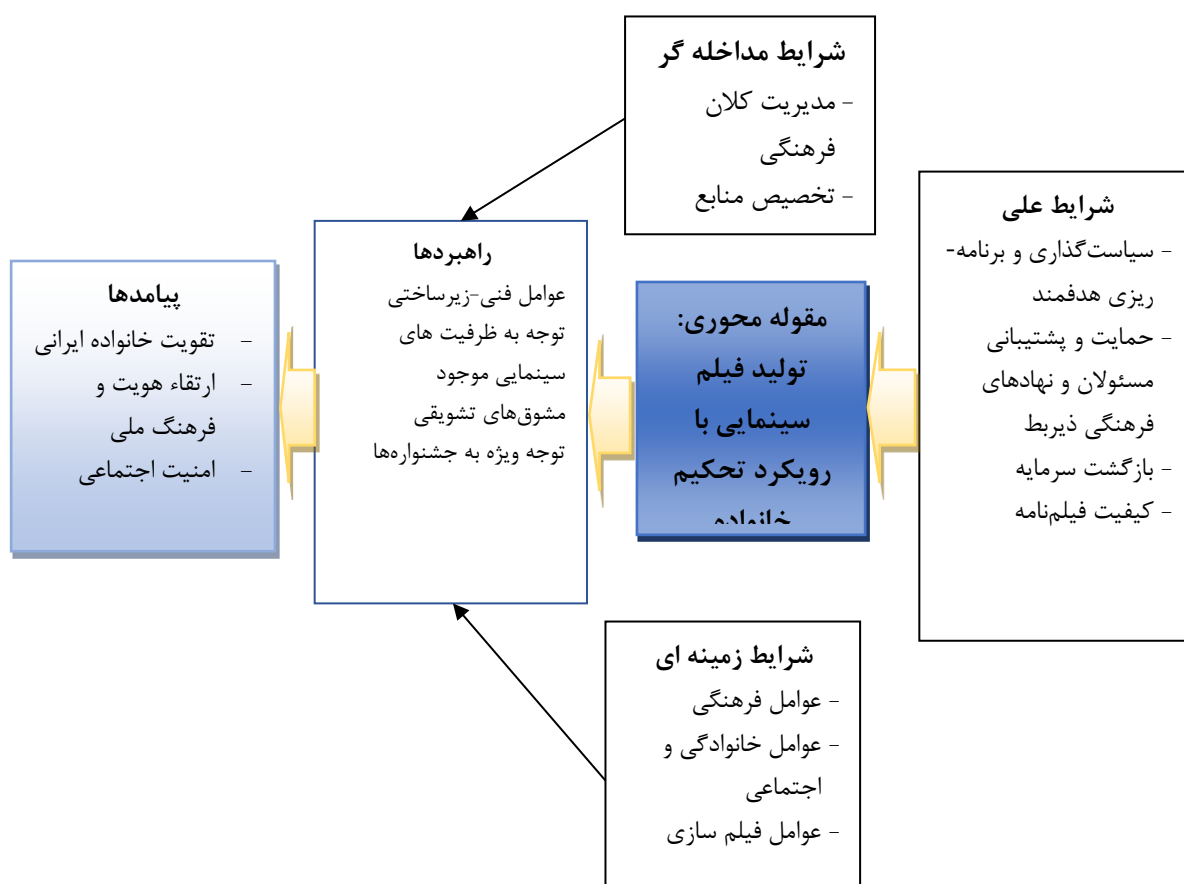 شرایط مداخله گر
- مدیریت کلان
فرهنگی
- تخصیص منابع
شرایط علی
- سیاست‌گذاری و برنامه-
ریزی هدفمند
- حمایت و پشتیبانی
مسئولان و نهادهای
فرهنگی ذیربط
- بازگشت سرمایه
- کیفیت فیلم‌نامه
مقوله محوری:
تولید فیلم
سینمایی با
رویکرد تحکیم
خانواده
راهبردها
عوامل فنی-زیرساختی
توجه به ظرفیت های
سینمایی موجود
مشوق‌های تشویقی
توجه ویژه به جشنواره‌ها
پیامدها
- تقویت خانواده ایرانی
- ارتقاء هویت و
فرهنگ ملی
- امنیت اجتماعی
شرایط زمینه ای
- عوامل فرهنگی
- عوامل خانوادگی و
اجتماعی
- عوامل فیلم سازی